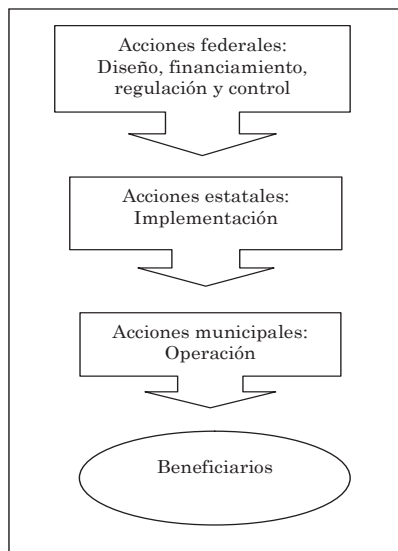 Acciones federales:
Diseño, financiamiento,
regulación y control
Acciones estatales:
Implementación
Acciones municipales:
Operación
Beneficiarios